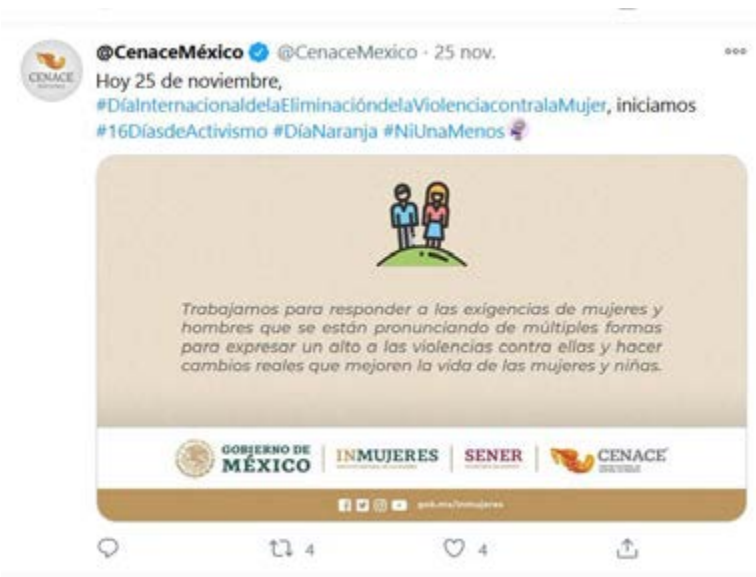 @CenaceMéxico @CenaceMexico · 25 nov.
CENACE
Hoy 25 de noviembre,
#DíaInternacionaldelaEliminacióndelaViolenciacontralaMujer, iniciamos
#16DíasdeActivismo #DíaNaranja #NiUnaMenos
Trabajamos para responder a las exigencias de mujeres y
hombres que se están pronunciando de múltiples formas
para expresar un alto a las violencias contra ellas y hacer
cambios reales que mejoren la vida de las mujeres y niñas.
GOBIERNO DE
MÉXICO
INMUJERES
SENER
CENACE
gob.mx/inmujeres
4
4